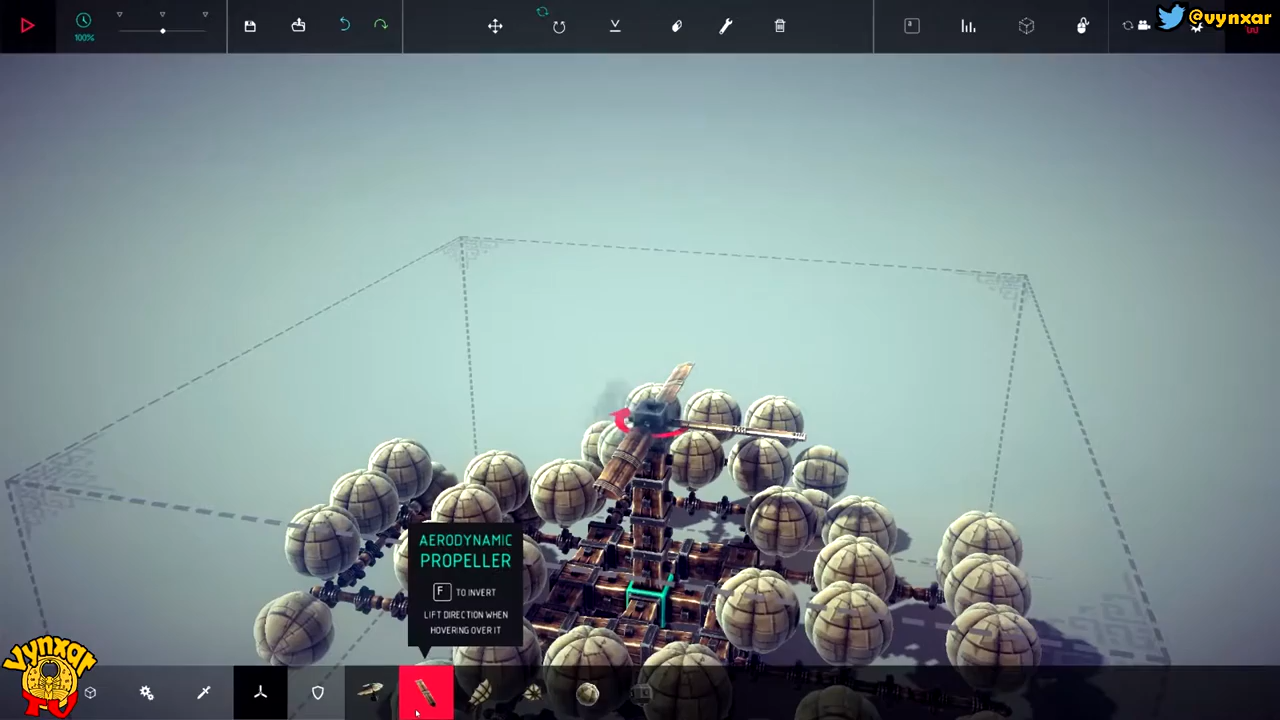 100%
@vynxar
AERODYNAMIC
PROPELLER
F TO INVERT
LIFT DIRECTION WHEN
HOVERING OVER IT
Vynxar